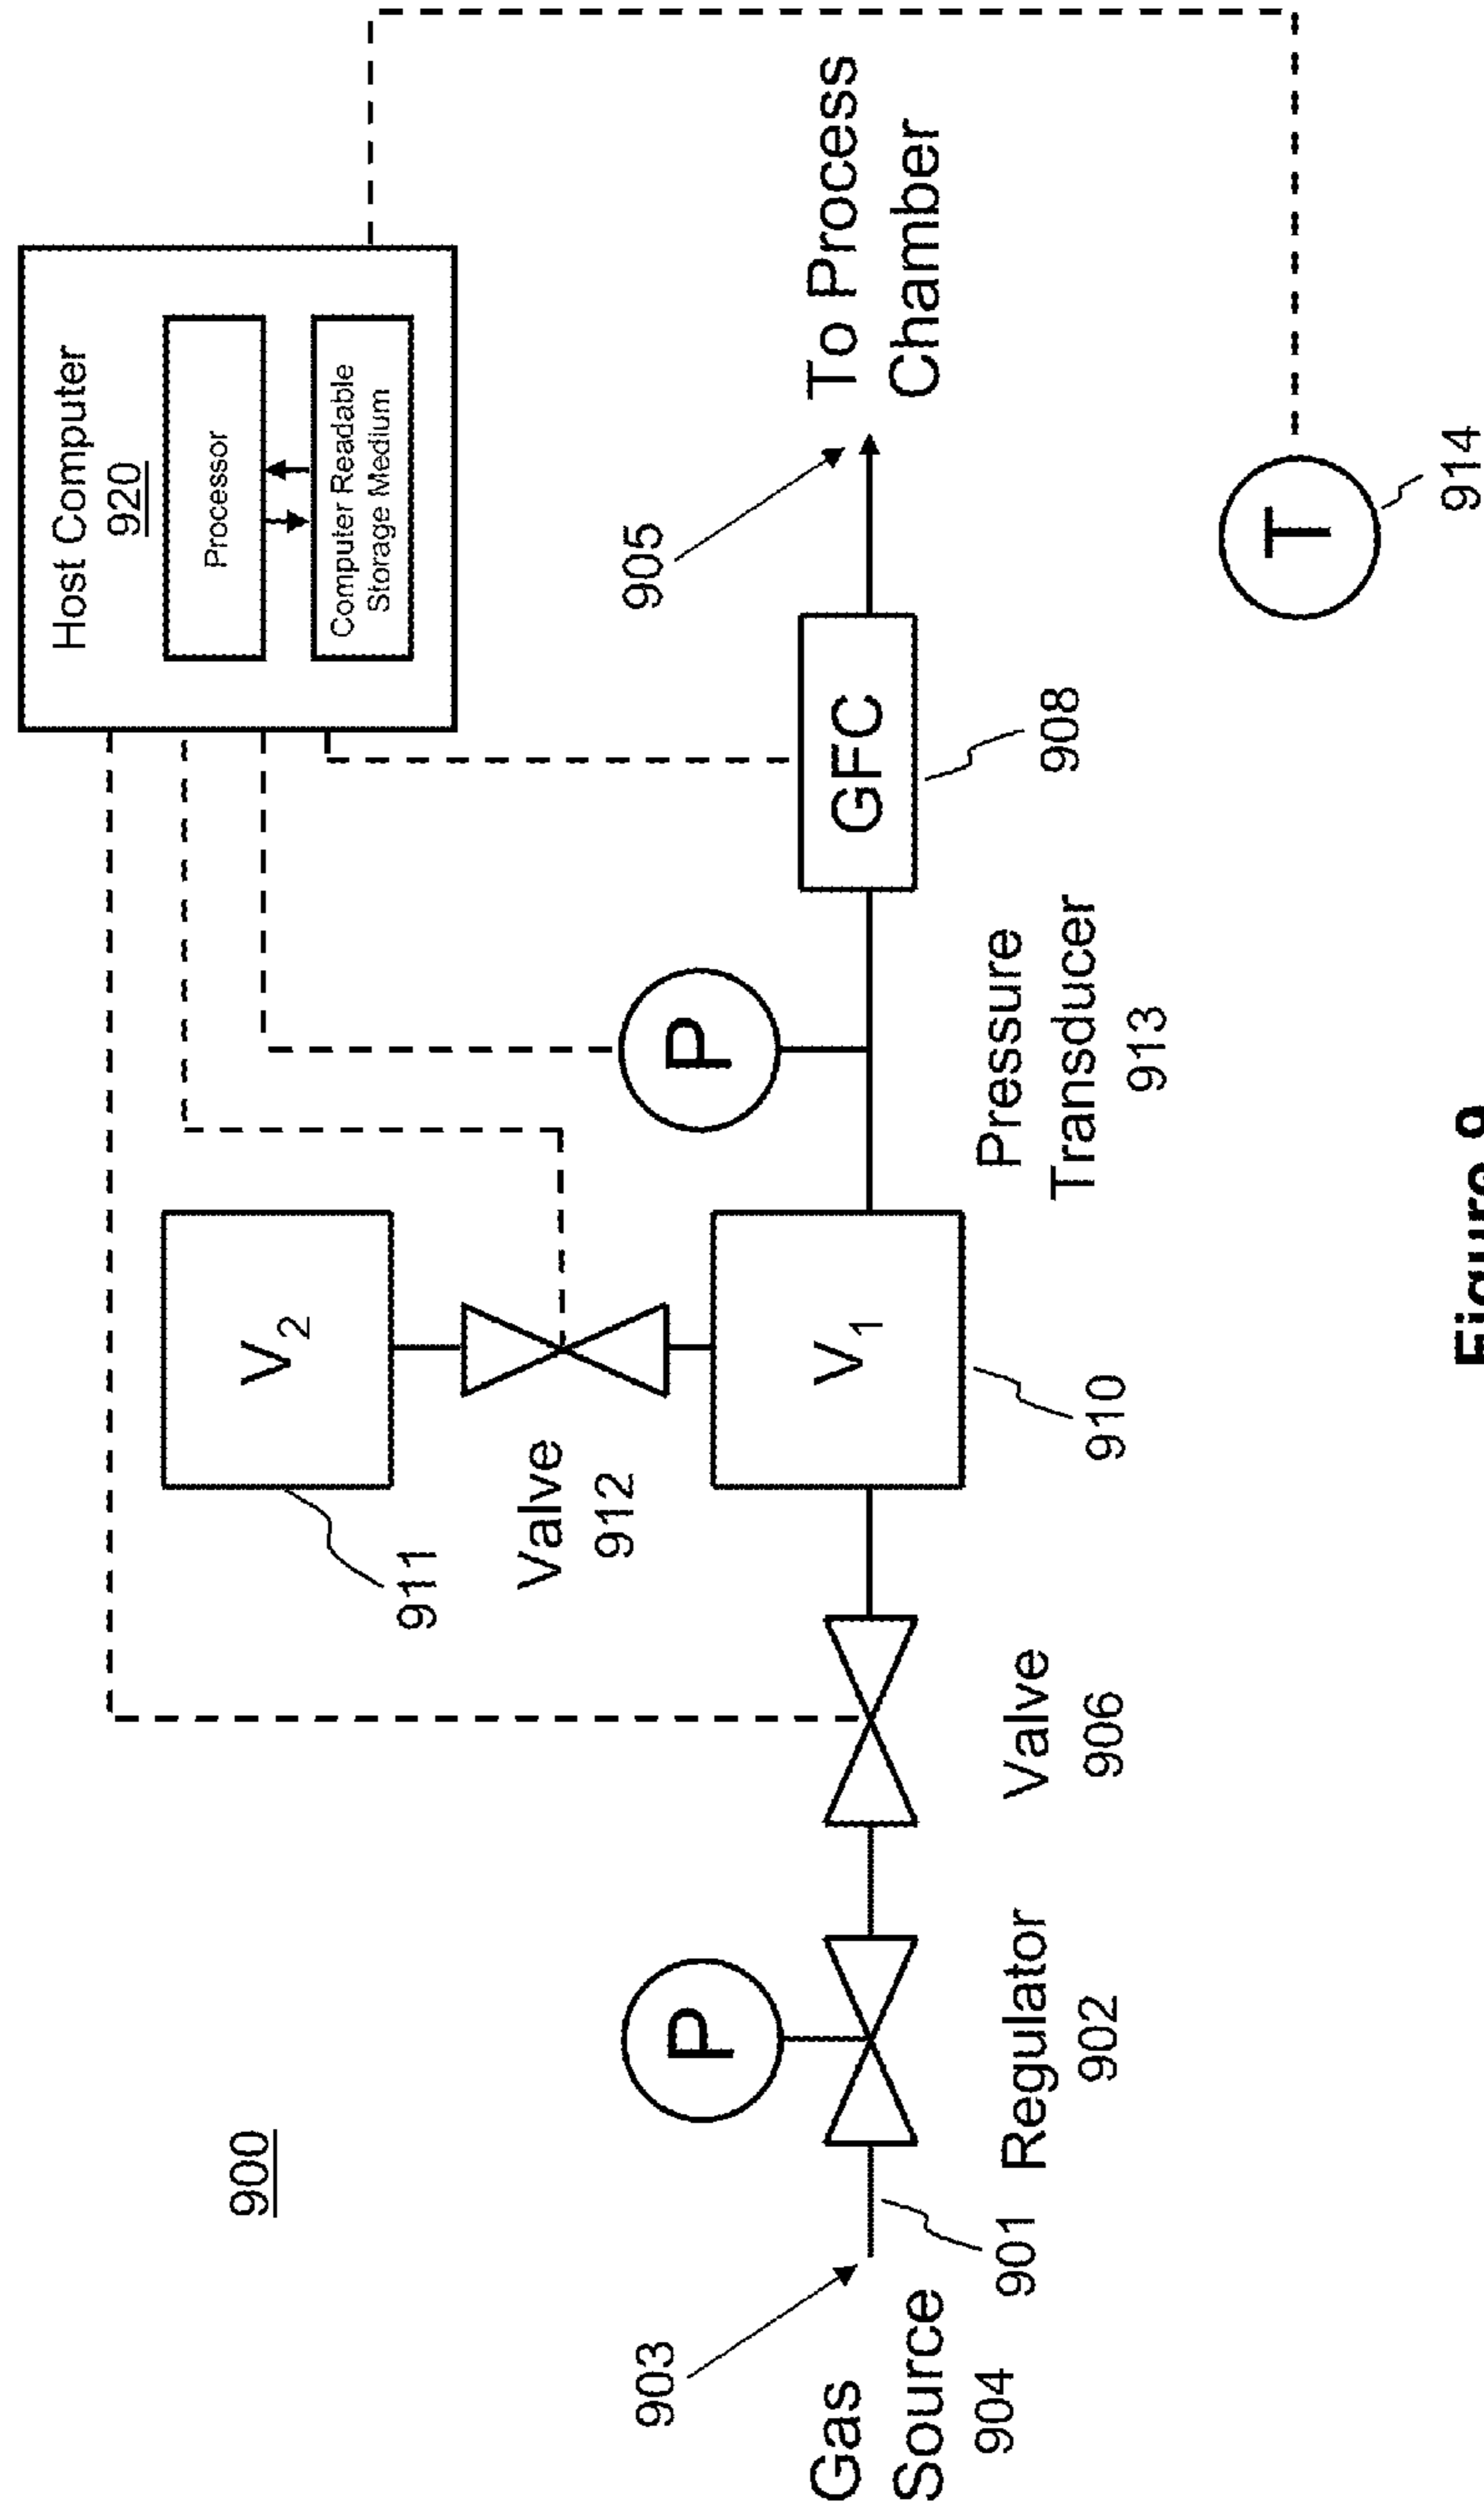 900
Host Computer
920
Processor
Computer Readable
Storage Medium
V2
911
Valve
912
P
P
903
905
Gas
Source
904
901
Regulator
902
Valve
906
V1
910
Pressure
Transducer
913
GFC
908
To Process
Chamber
T
914